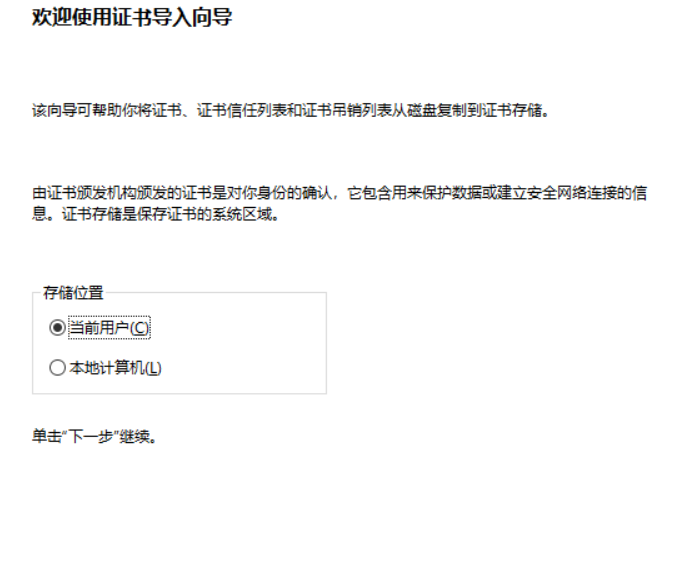 欢迎使用证书导入向导
该向导可帮助你将证书、证书信任列表和证书吊销列表从磁盘复制到证书存储。
由证书颁发机构颁发的证书是对你身份的确认，它包含用来保护数据或建立安全网络连接的信
息。证书存储是保存证书的系统区域。
存储位置
当前用户(C)
本地计算机(L)
单击“下一步”继续。